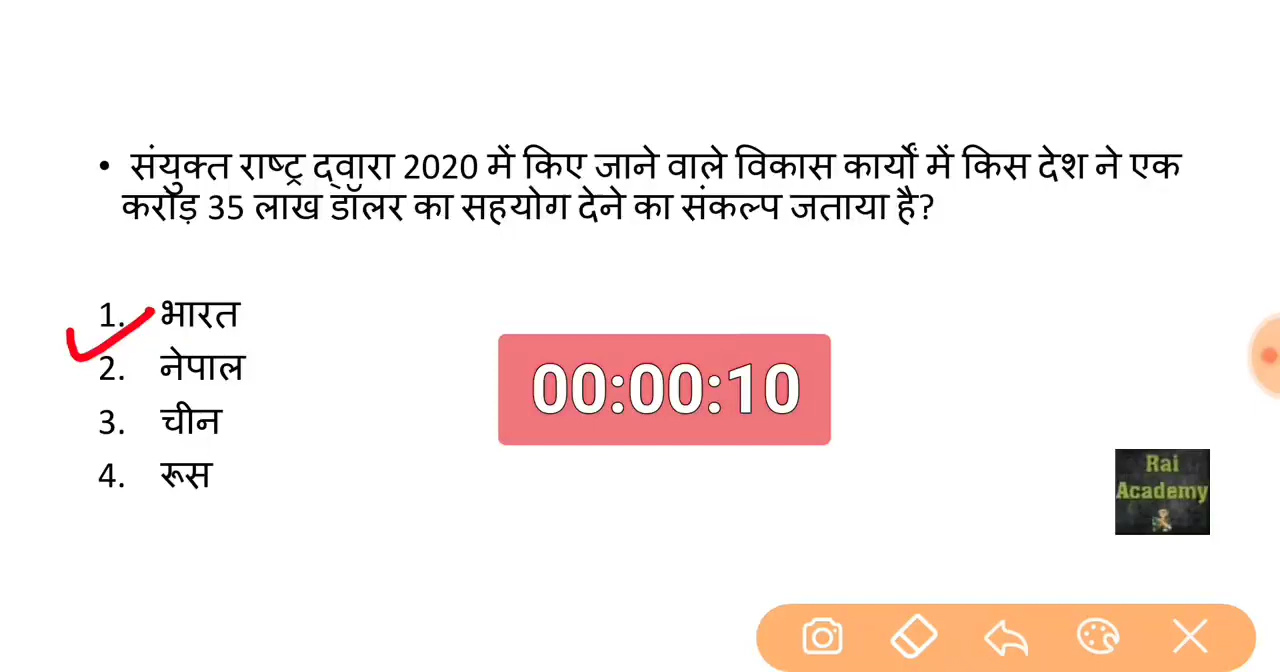 • संयुक्त राष्ट्र द्वारा 2020 में किए जाने वाले विकास कार्यों में किस देश ने एक
करोड़ 35 लाख डॉलर का सहयोग देने का संकल्प जताया है?
1. भारत
2. नेपाल
3. चीन
4. रूस
00:00:10
Rai
Academy